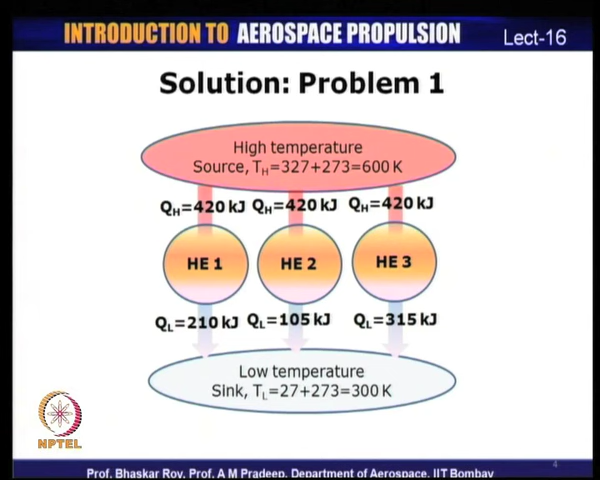 INTRODUCTION TO AEROSPACE PROPULSION
Lect-16
Solution: Problem 1
High temperature
Source, T_H=327+273=600 K
Q_H=420 kJ Q_H=420 kJ Q_H=420 kJ
HE 1 HE 2 HE 3
Q_L=210 kJ Q_L=105 kJ Q_L=315 kJ
Low temperature
Sink, T_L=27+273=300 K
NPTEL
4
Prof. Bhaskar Roy, Prof. A M Pradeep, Department of Aerospace, IIT Bombay